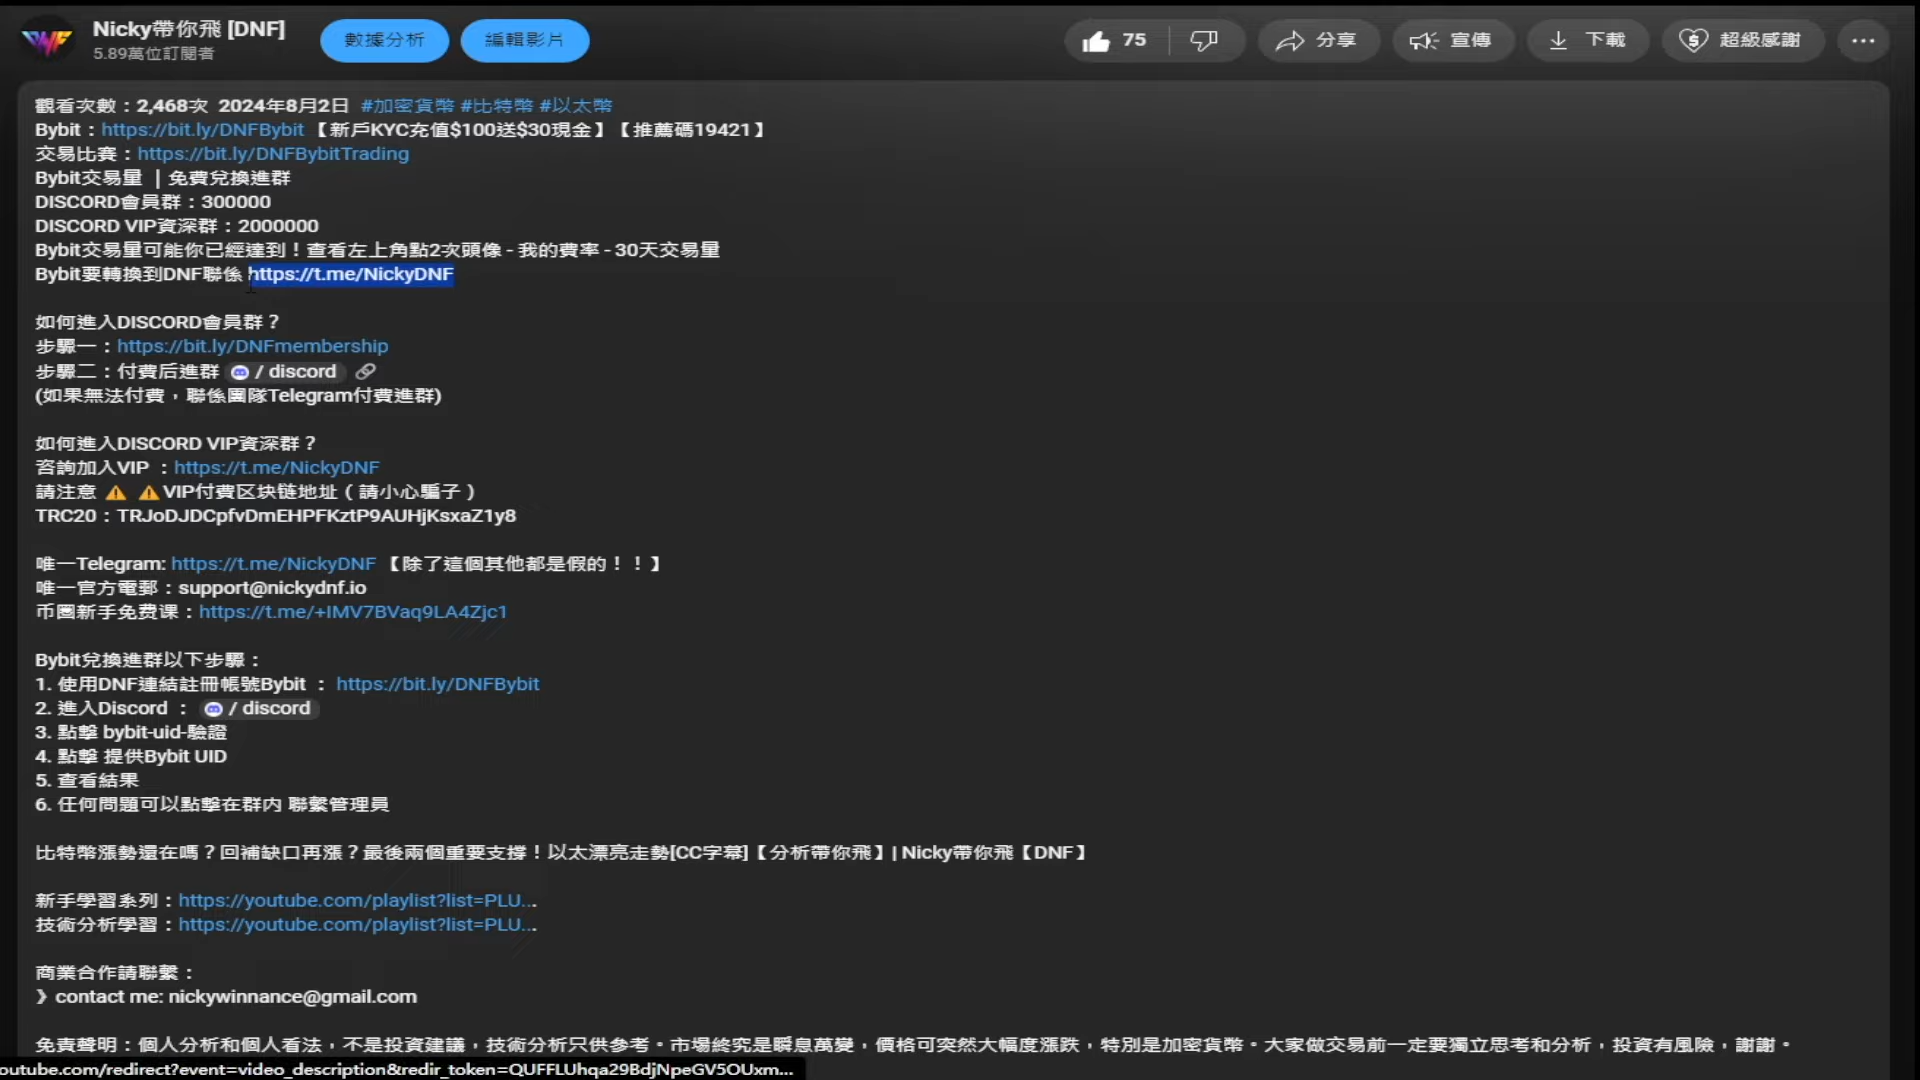 Nicky帶你飛 [DNF]
5.89萬位訂閱者
數據分析
編輯影片
75
分享
宣傳
下載
超級感謝
觀看次數：2,468次 2024年8月2日 #加密貨幣 #比特幣 #以太幣
Bybit：https://bit.ly/DNFBybit 【新戶KYC充值$100送$30現金】【推薦碼19421】
交易比賽：https://bit.ly/DNFBybitTrading
Bybit交易量 ｜免費兌換進群
DISCORD會員群：300000
DISCORD VIP資深群：2000000
Bybit交易量可能你已經達到！查看左上角點2次頭像 - 我的費率 - 30天交易量
Bybit要轉換到DNF聯係 https://t.me/NickyDNF
如何進入DISCORD會員群？
步驟一：https://bit.ly/DNFmembership
步驟二：付費后進群 / discord
(如果無法付費，聯係團隊Telegram付費進群)
如何進入DISCORD VIP資深群？
咨詢加入VIP ：https://t.me/NickyDNF
請注意 ⚠️ ⚠️VIP付費区块链地址（請小心騙子）
TRC20：TRJoDJDCpfvDmEHPFKztP9AUHjKsxaZ1y8
唯一Telegram: https://t.me/NickyDNF 【除了這個其他都是假的！！】
唯一官方電郵：support@nickydnf.io
币圈新手免费课：https://t.me/+IMV7BVaq9LA4Zjc1
Bybit兌換進群以下步驟：
1. 使用DNF連結註冊帳號Bybit ： https://bit.ly/DNFBybit
2. 進入Discord ： / discord
3. 點擊 bybit-uid-驗證
4. 點擊 提供Bybit UID
5. 查看結果
6. 任何問題可以點擊在群内 聯繫管理員
比特幣漲勢還在嗎？回補缺口再漲？最後兩個重要支撐！以太漂亮走勢[CC字幕]【分析帶你飛】| Nicky帶你飛【DNF】
新手學習系列：https://youtube.com/playlist?list=PLU...
技術分析學習：https://youtube.com/playlist?list=PLU...
商業合作請聯繫：
》contact me: nickywinnance@gmail.com
免責聲明：個人分析和個人看法，不是投資建議，技術分析只供參考。市場終究是瞬息萬變，價格可突然大幅度漲跌，特別是加密貨幣。大家做交易前一定要獨立思考和分析，投資有風險，謝謝。
outube.com/redirect?event=video_description&redir_token=QUFFLUhqa29BdjNpeGV5OUxm...